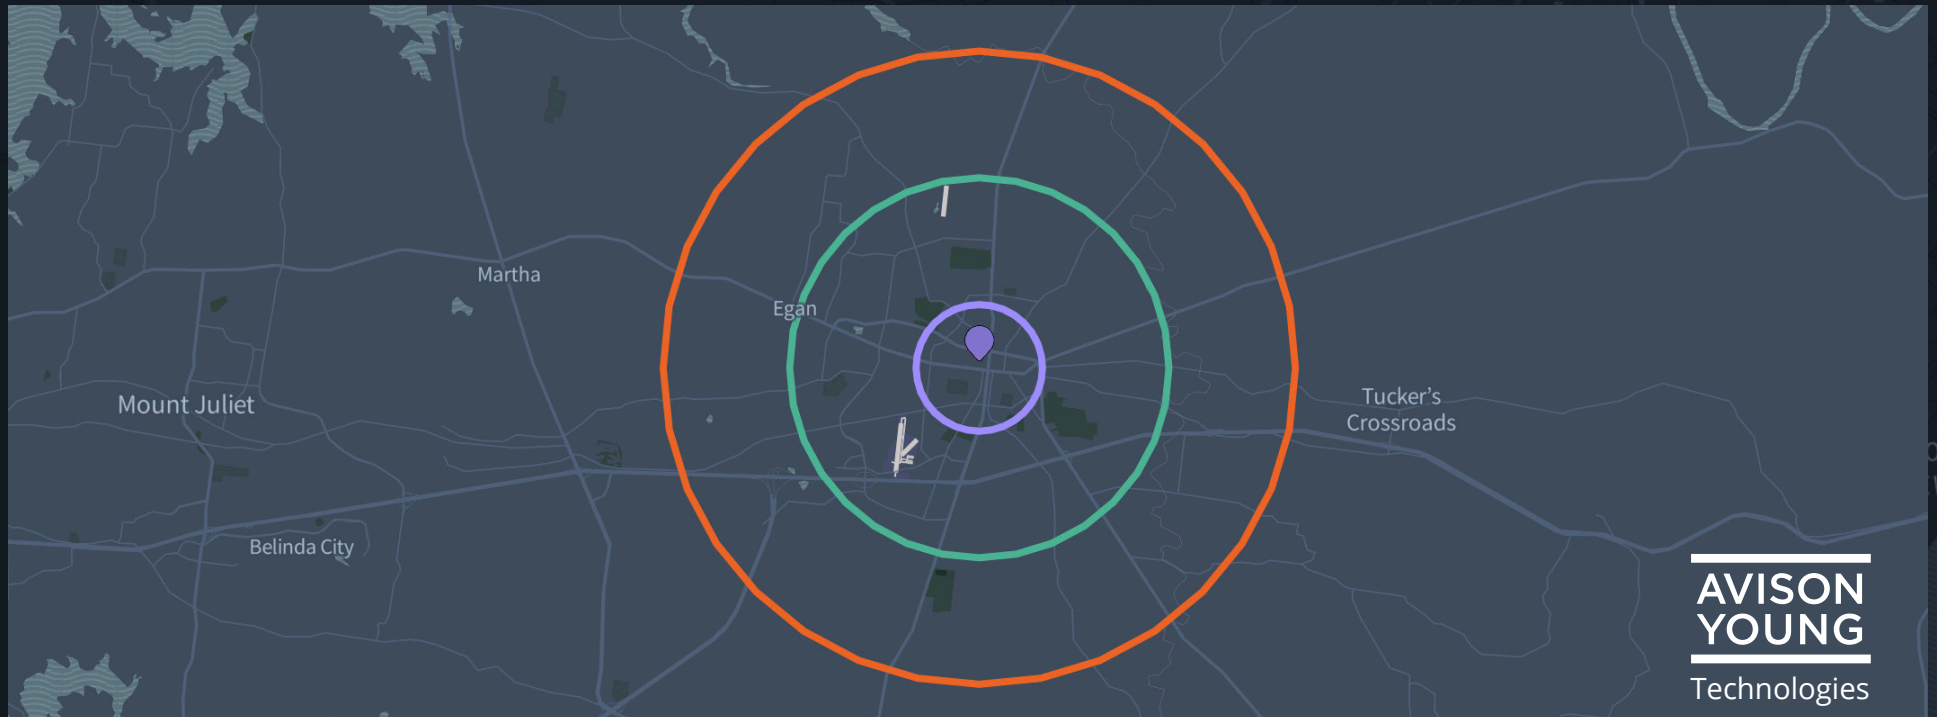 Martha
Egan
Mount Juliet
Tucker's
Crossroads
Belinda City
AVISON
YOUNG
Technologies